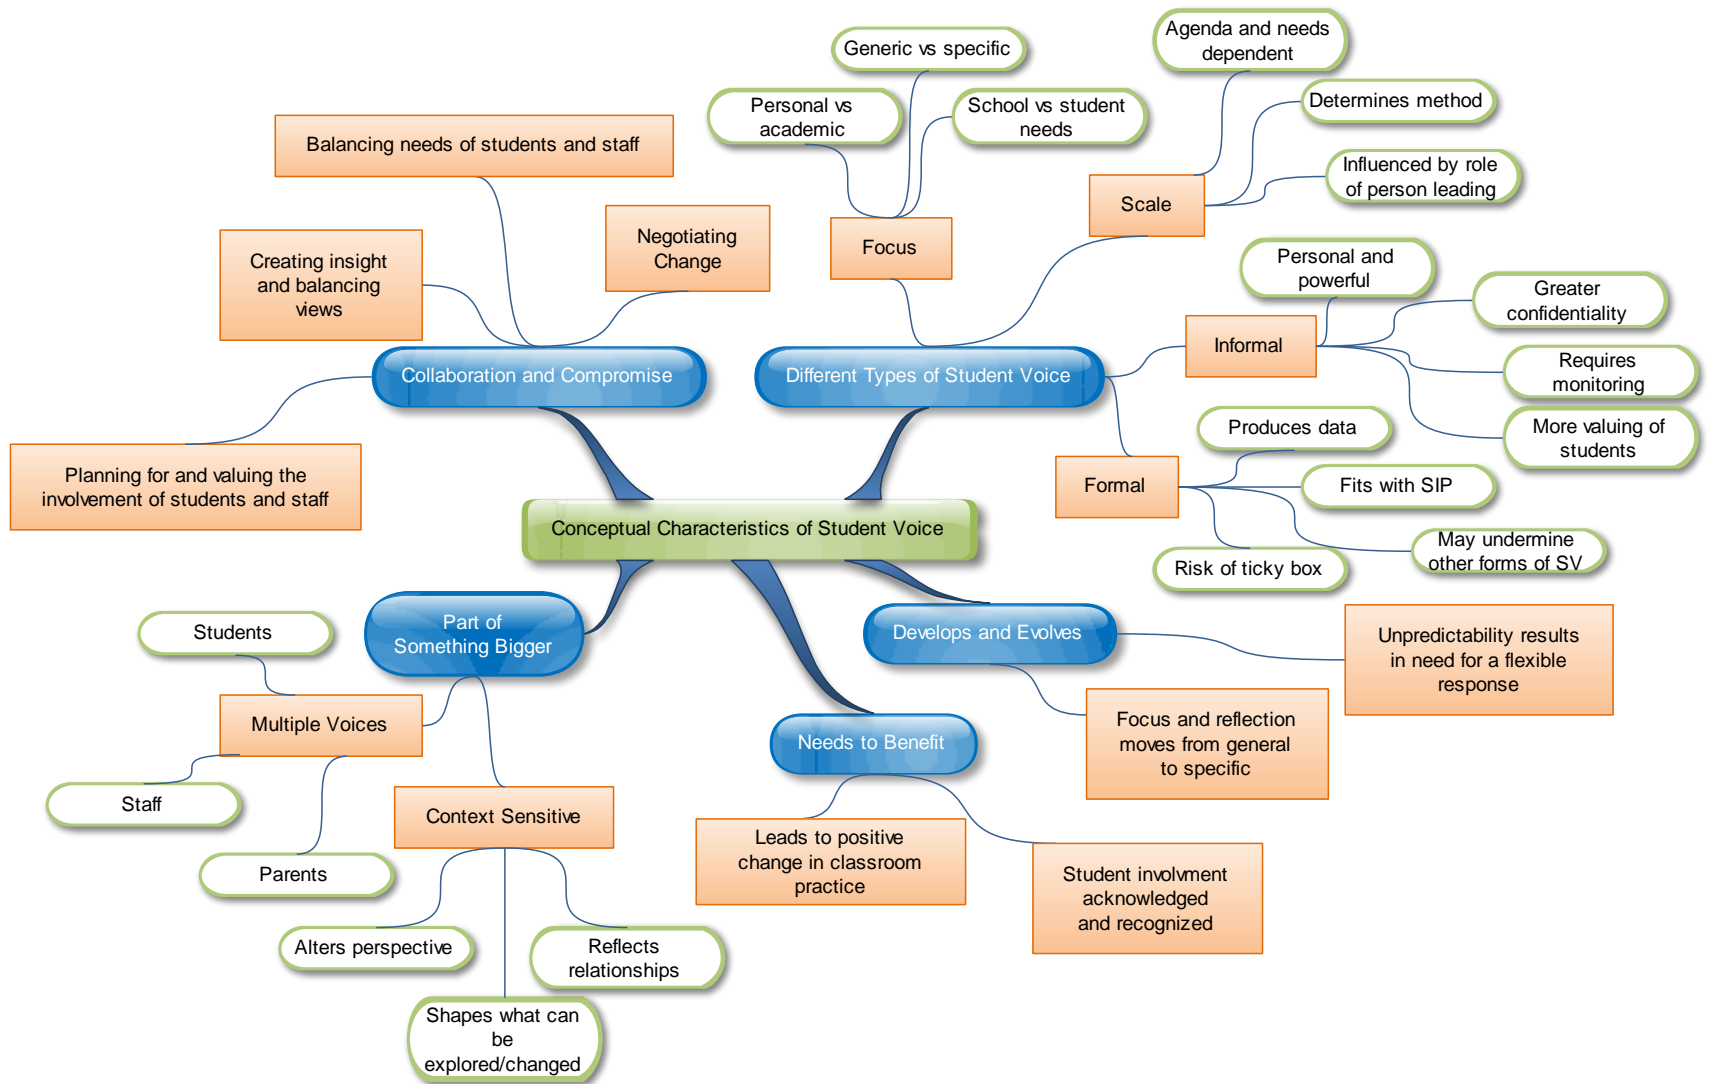 Agenda and needs
dependent
Generic vs specific
Determines method
Personal vs
academic
School vs student
needs
Balancing needs of students and staff
Influenced by role
of person leading
Scale
Negotiating
Change
Focus
Creating insight
and balancing
views
Personal and
powerful
Greater
confidentiality
Informal
Requires
monitoring
Collaboration and Compromise
Different Types of Student Voice
More valuing of
students
Produces data
Planning for and valuing the
involvement of students and staff
Formal
Fits with SIP
Conceptual Characteristics of Student Voice
May undermine
other forms of SV
Risk of ticky box
Part of
Something Bigger
Students
Develops and Evolves
Unpredictability results
in need for a flexible
response
Multiple Voices
Focus and reflection
moves from general
to specific
Needs to Benefit
Staff
Context Sensitive
Leads to positive
change in classroom
practice
Parents
Student involvment
acknowledged
and recognized
Alters perspective
Reflects
relationships
Shapes what can
be
explored/changed